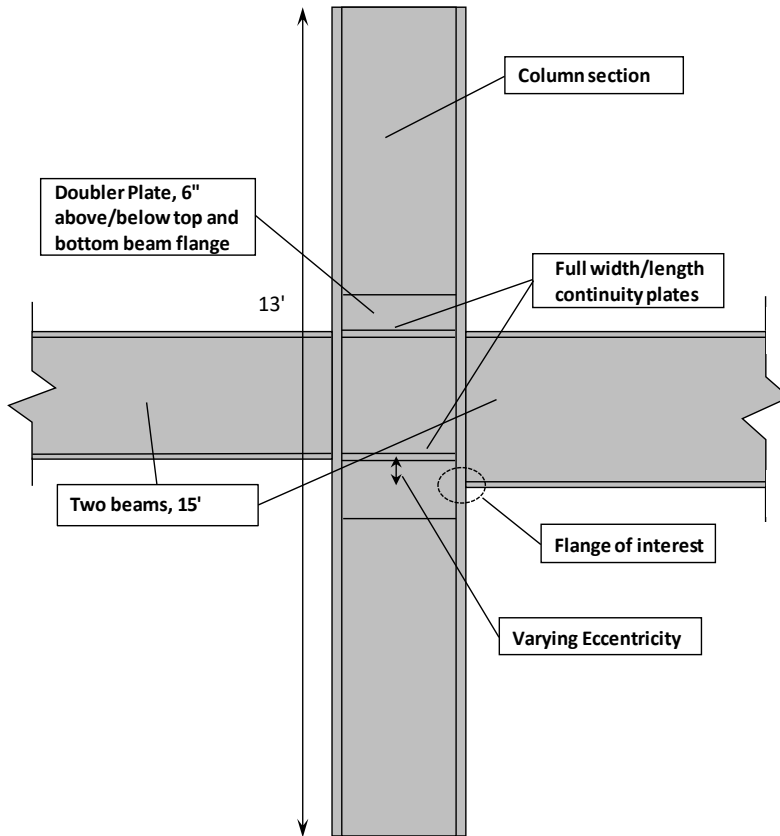 Column section
Doubler Plate, 6"
above/below top and
bottom beam flange
Full width/length
continuity plates
13'
Two beams, 15'
Flange of interest
Varying Eccentricity